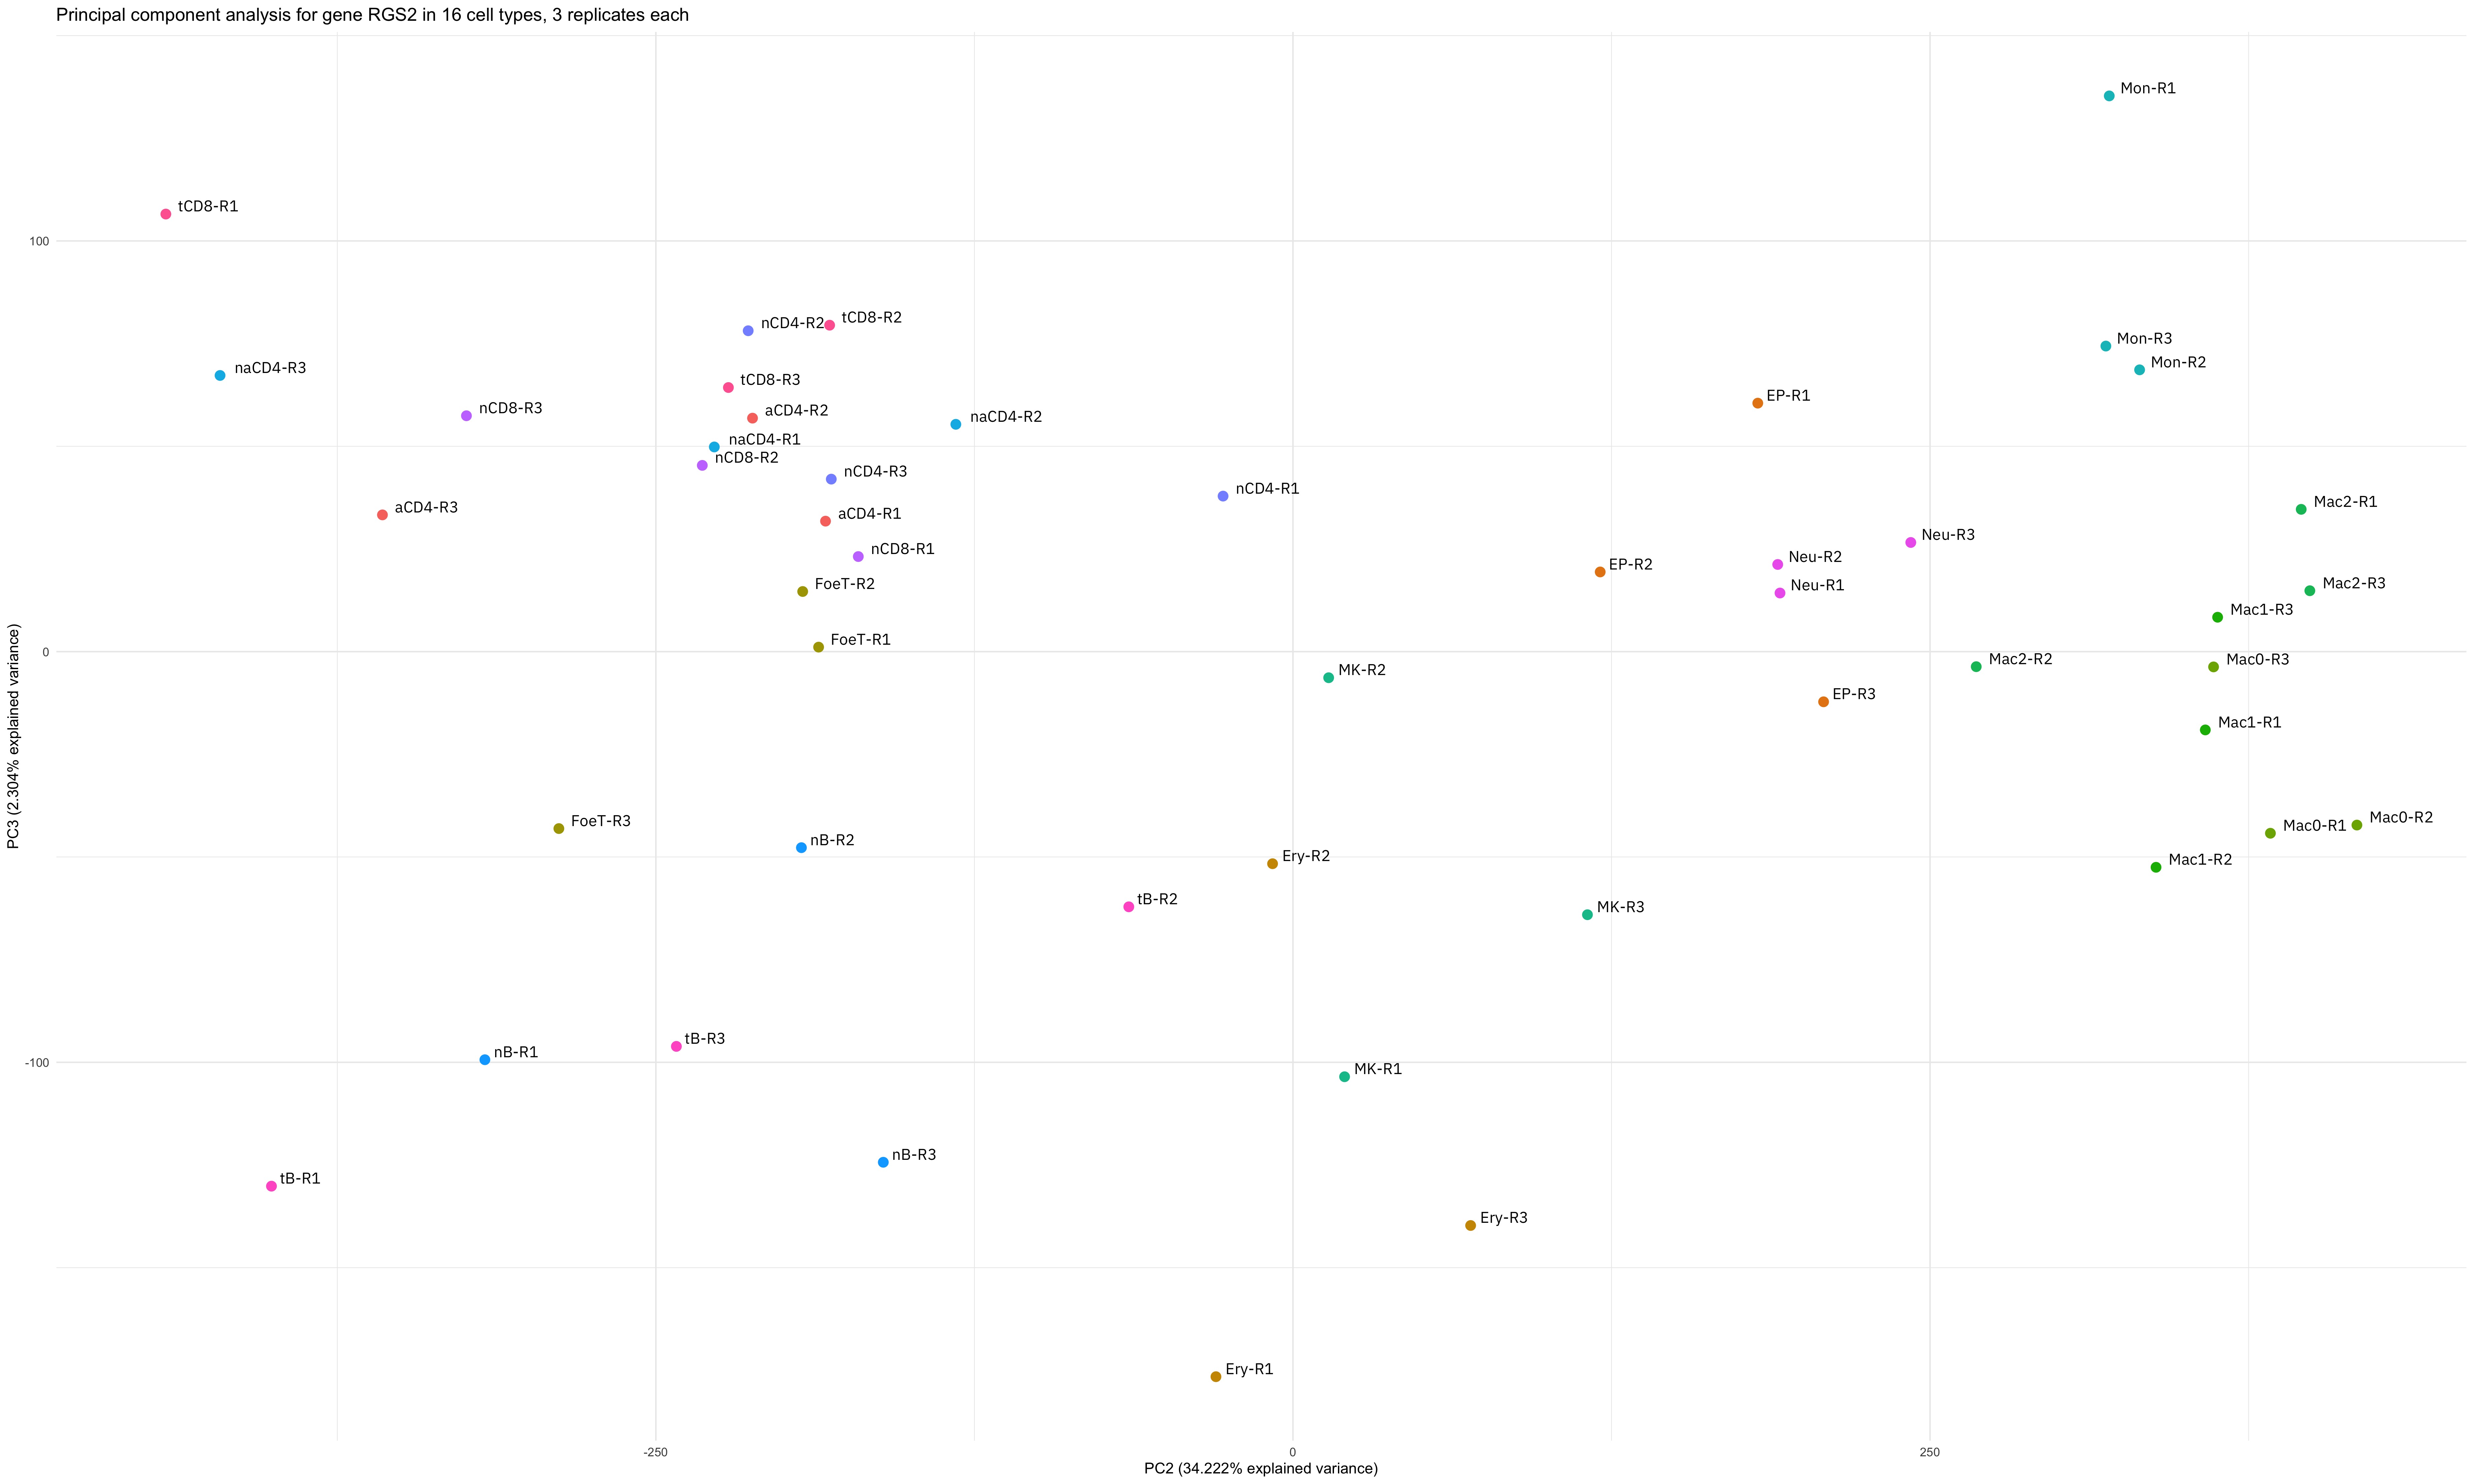 Principal component analysis for gene RGS2 in 16 cell types, 3 replicates each
Mon-R1
tCD8-R1
100
nCD4-R2
tCD8-R2
Mon-R3
Mon-R2
naCD4-R3
tCD8-R3
EP-R1
nCD8-R3
aCD4-R2
naCD4-R2
naCD4-R1
nCD8-R2
nCD4-R3
nCD4-R1
Mac2-R1
aCD4-R3
aCD4-R1
Neu-R3
nCD8-R1
Neu-R2
EP-R2
FoeT-R2
Neu-R1
Mac2-R3
Mac1-R3
FoeT-R1
0
Mac2-R2
Mac0-R3
MK-R2
EP-R3
Mac1-R1
PC3 (2.304% explained variance)
FoeT-R3
Mac0-R1
Mac0-R2
nB-R2
Ery-R2
Mac1-R2
tB-R2
MK-R3
tB-R3
nB-R1
-100
MK-R1
nB-R3
tB-R1
Ery-R3
Ery-R1
-250
0
250
PC2 (34.222% explained variance)